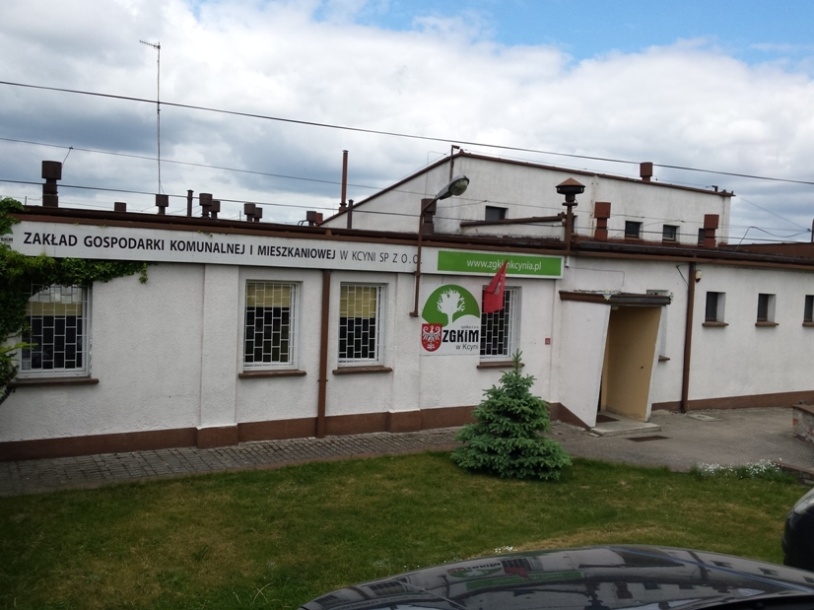 ZAKŁAD GOSPODARKI KOMUNALNEJ I MIESZKANIOWEJ W KCYNI SP Z O.O.
www.zgkimkcynia.pl
ZGKIM
w Kcyni